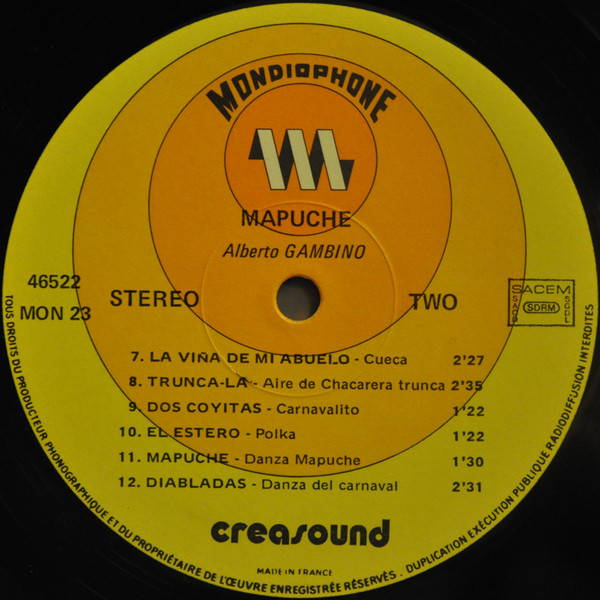 MONDIOPHONE
MAPUCHE
Alberto GAMBINO
46522
MON 23
STEREO
TWO
SACEM
SACD
SDRM
SGDL
7. LA VIÑA DE MI ABUELO - Cueca 2'27
8. TRUNCA-LA - Aire de Chacarera trunca 2'35
9. DOS COYITAS - Carnavalito 1'22
10. EL ESTERO - Polka 1'22
11. MAPUCHE - Danza Mapuche 1'30
12. DIABLADAS - Danza del carnaval 2'31
creasound
MADE IN FRANCE
TOUS DROITS DU PRODUCTEUR PHONOGRAPHIQUE ET DU PROPRIÉTAIRE DE L'ŒUVRE ENREGISTRÉE RÉSERVÉS. DUPLICATION EXÉCUTION PUBLIQUE RADIODIFFUSION INTERDITES